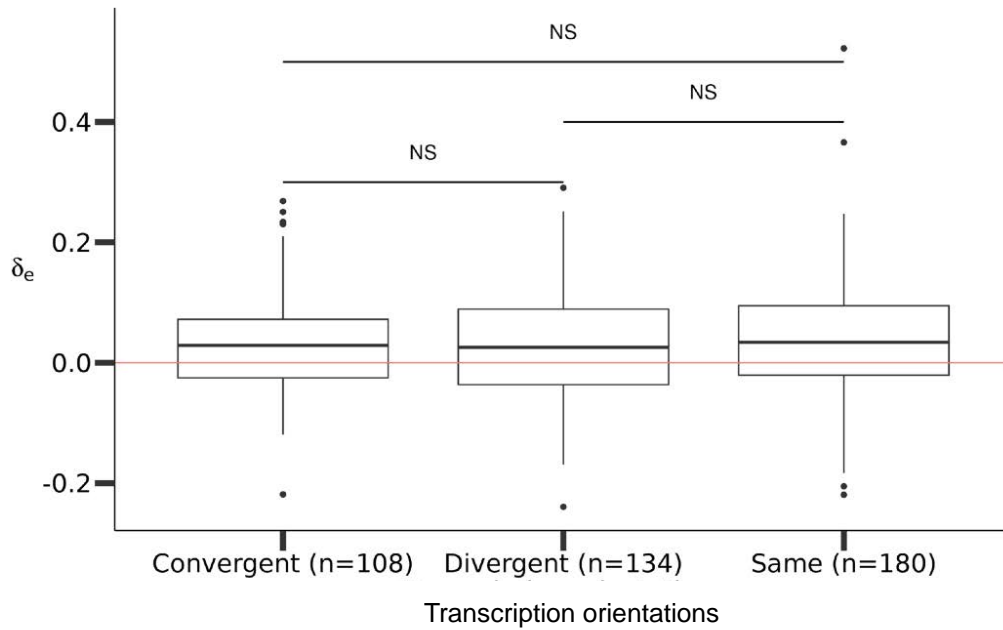 NS
NS
NS
0.4
0.2
δe
0.0
-0.2
Convergent (n=108) Divergent (n=134) Same (n=180)
Transcription orientations